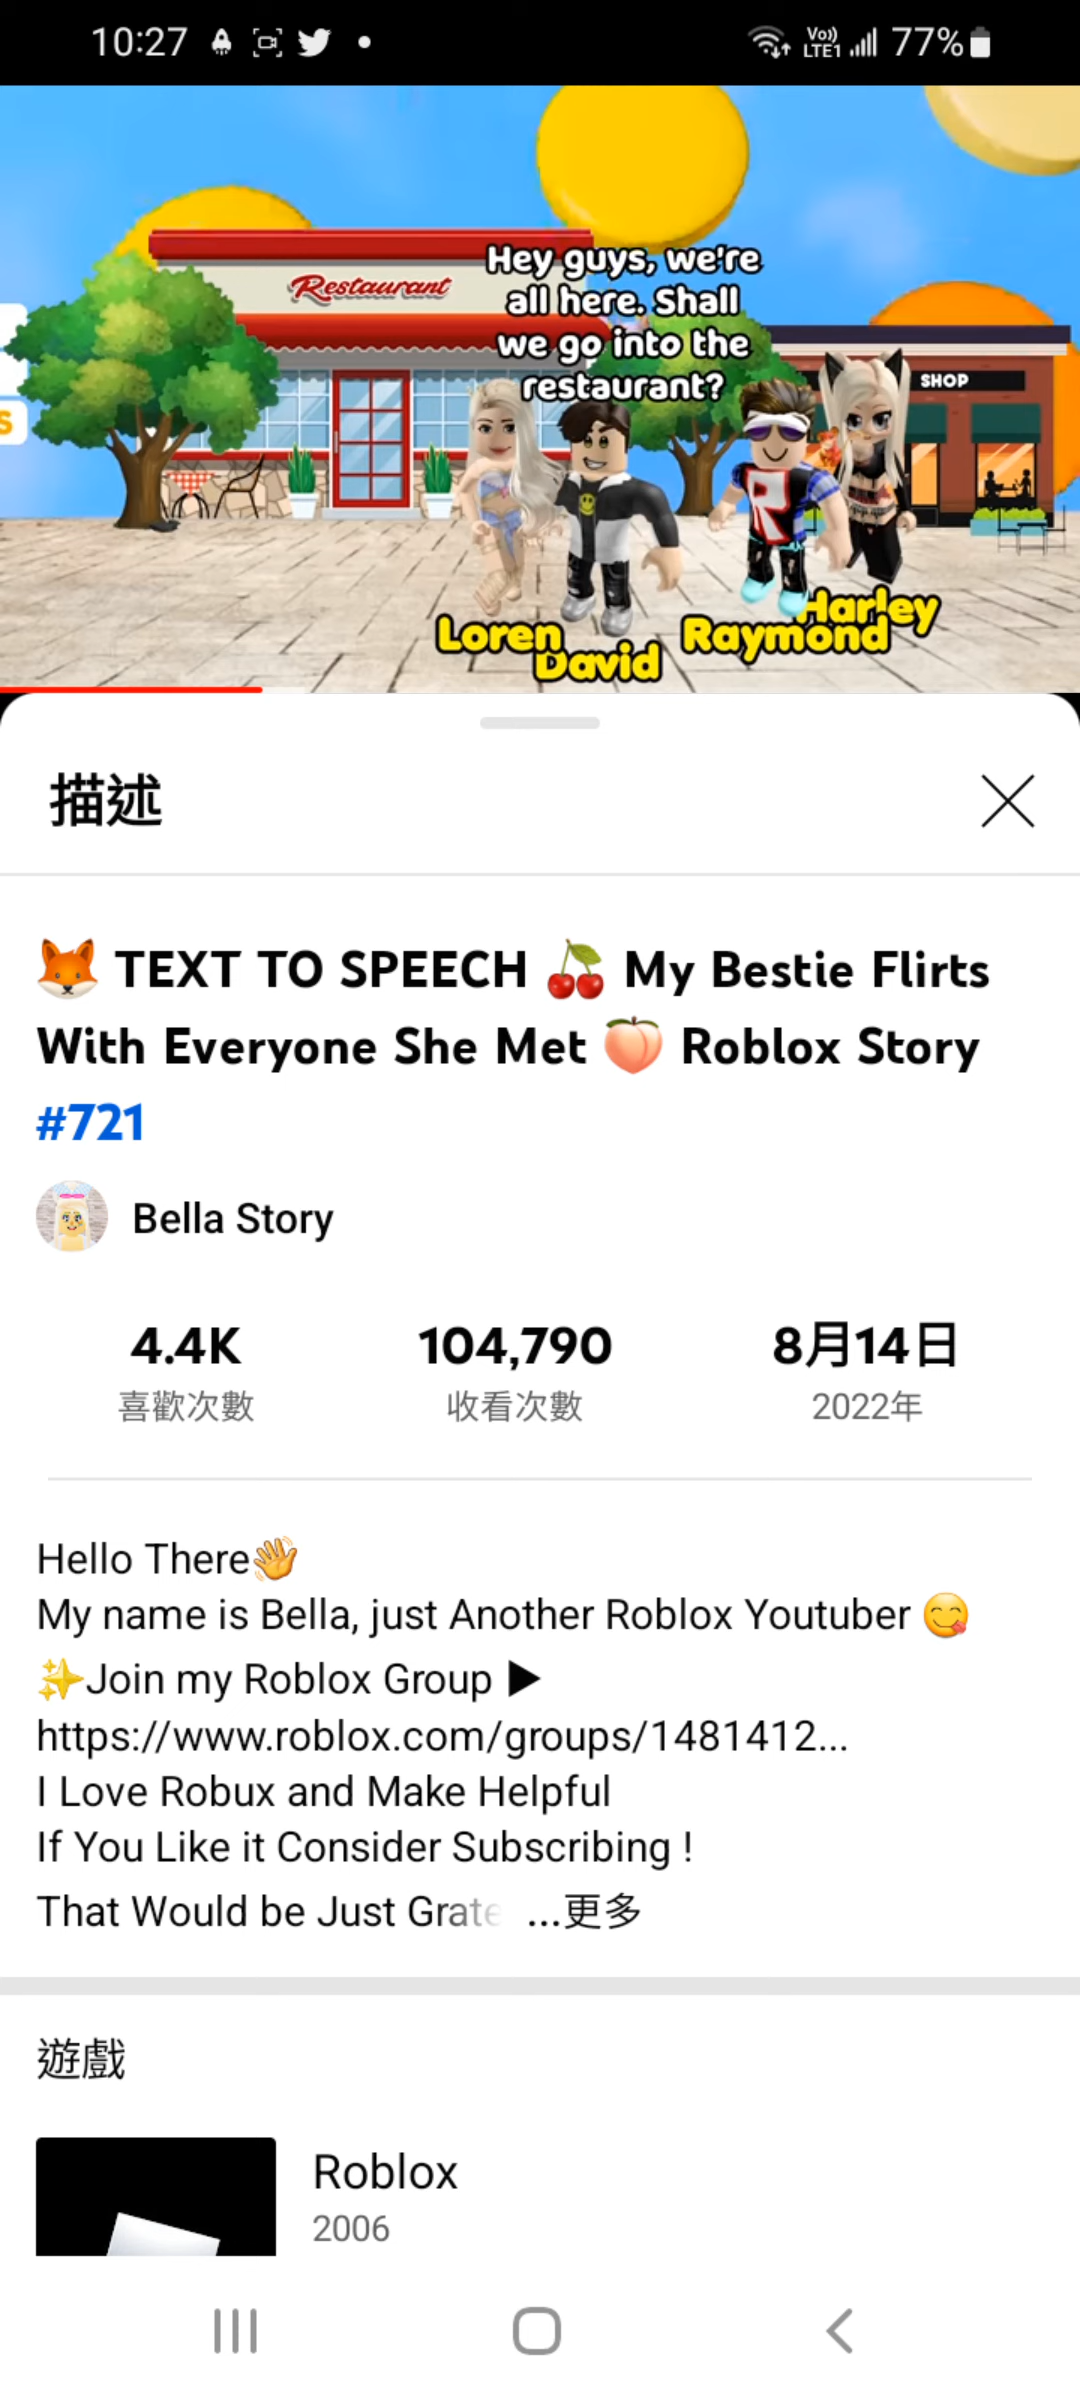 10:27
Vo))
LTE1
77%
Restaurant
Hey guys, we're
all here. Shall
we go into the
restaurant?
SHOP
S
Loren
David
Raymond
Harley
描述
🦊 TEXT TO SPEECH 🍒 My Bestie Flirts
With Everyone She Met 🍑 Roblox Story
#721
Bella Story
4.4K
喜歡次數
104,790
收看次數
8月14日
2022年
Hello There👋
My name is Bella, just Another Roblox Youtuber 😋
✨Join my Roblox Group ▶
https://www.roblox.com/groups/1481412...
I Love Robux and Make Helpful
If You Like it Consider Subscribing !
That Would be Just Grate ...更多
遊戲
Roblox
2006